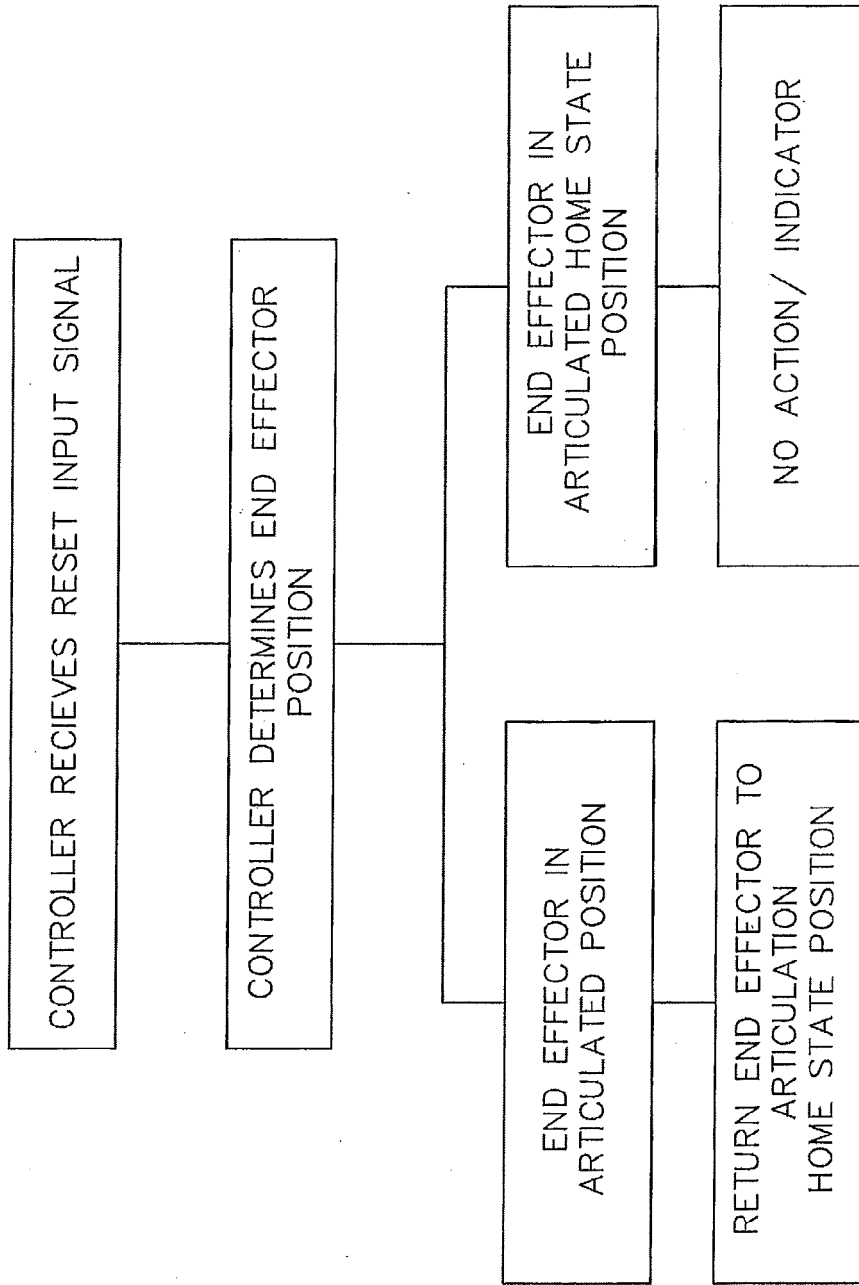 CONTROLLER RECIEVES RESET INPUT SIGNAL
CONTROLLER DETERMINES END EFFECTOR
POSITION
END EFFECTOR IN
ARTICULATED POSITION
RETURN END EFFECTOR TO
ARTICULATION
HOME STATE POSITION
END EFFECTOR IN
ARTICULATED HOME STATE
POSITION
NO ACTION/ INDICATOR